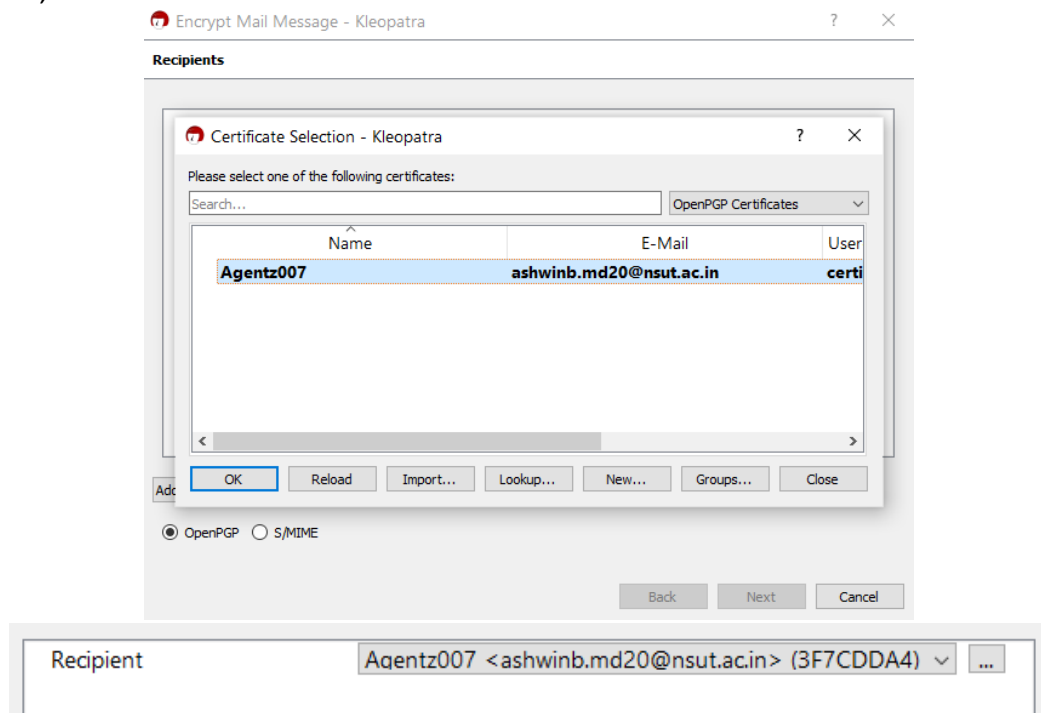 )
Encrypt Mail Message - Kleopatra ? ×
Recipients
Certificate Selection - Kleopatra ? ×
Please select one of the following certificates:
Search... OpenPGP Certificates
Name E-Mail User
Agentz007 ashwinb.md20@nsut.ac.in certi
OK Reload Import... Lookup... New... Groups... Close
Add
OpenPGP S/MIME
Back Next Cancel
Recipient Agentz007 <ashwinb.md20@nsut.ac.in> (3F7CDDA4) ...